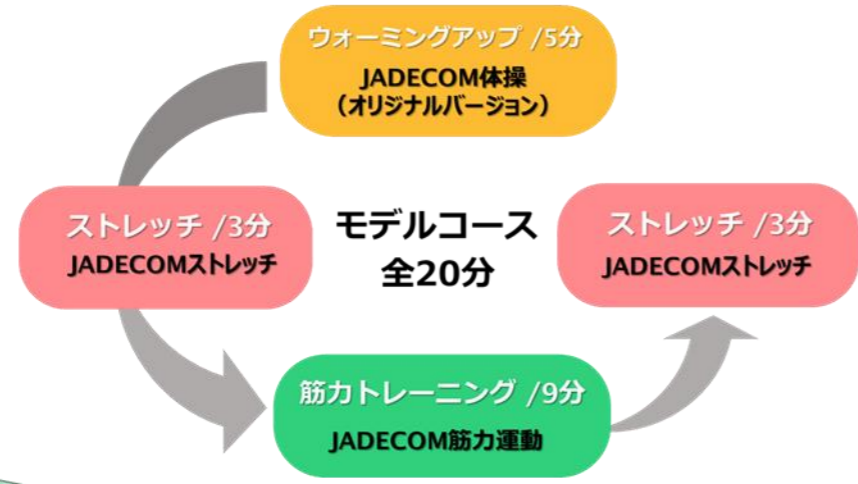 ウォーミングアップ /5分
JADECOM体操
（オリジナルバージョン）
ストレッチ /3分
JADECOMストレッチ
モデルコース
全20分
ストレッチ /3分
JADECOMストレッチ
筋力トレーニング /9分
JADECOM筋力運動